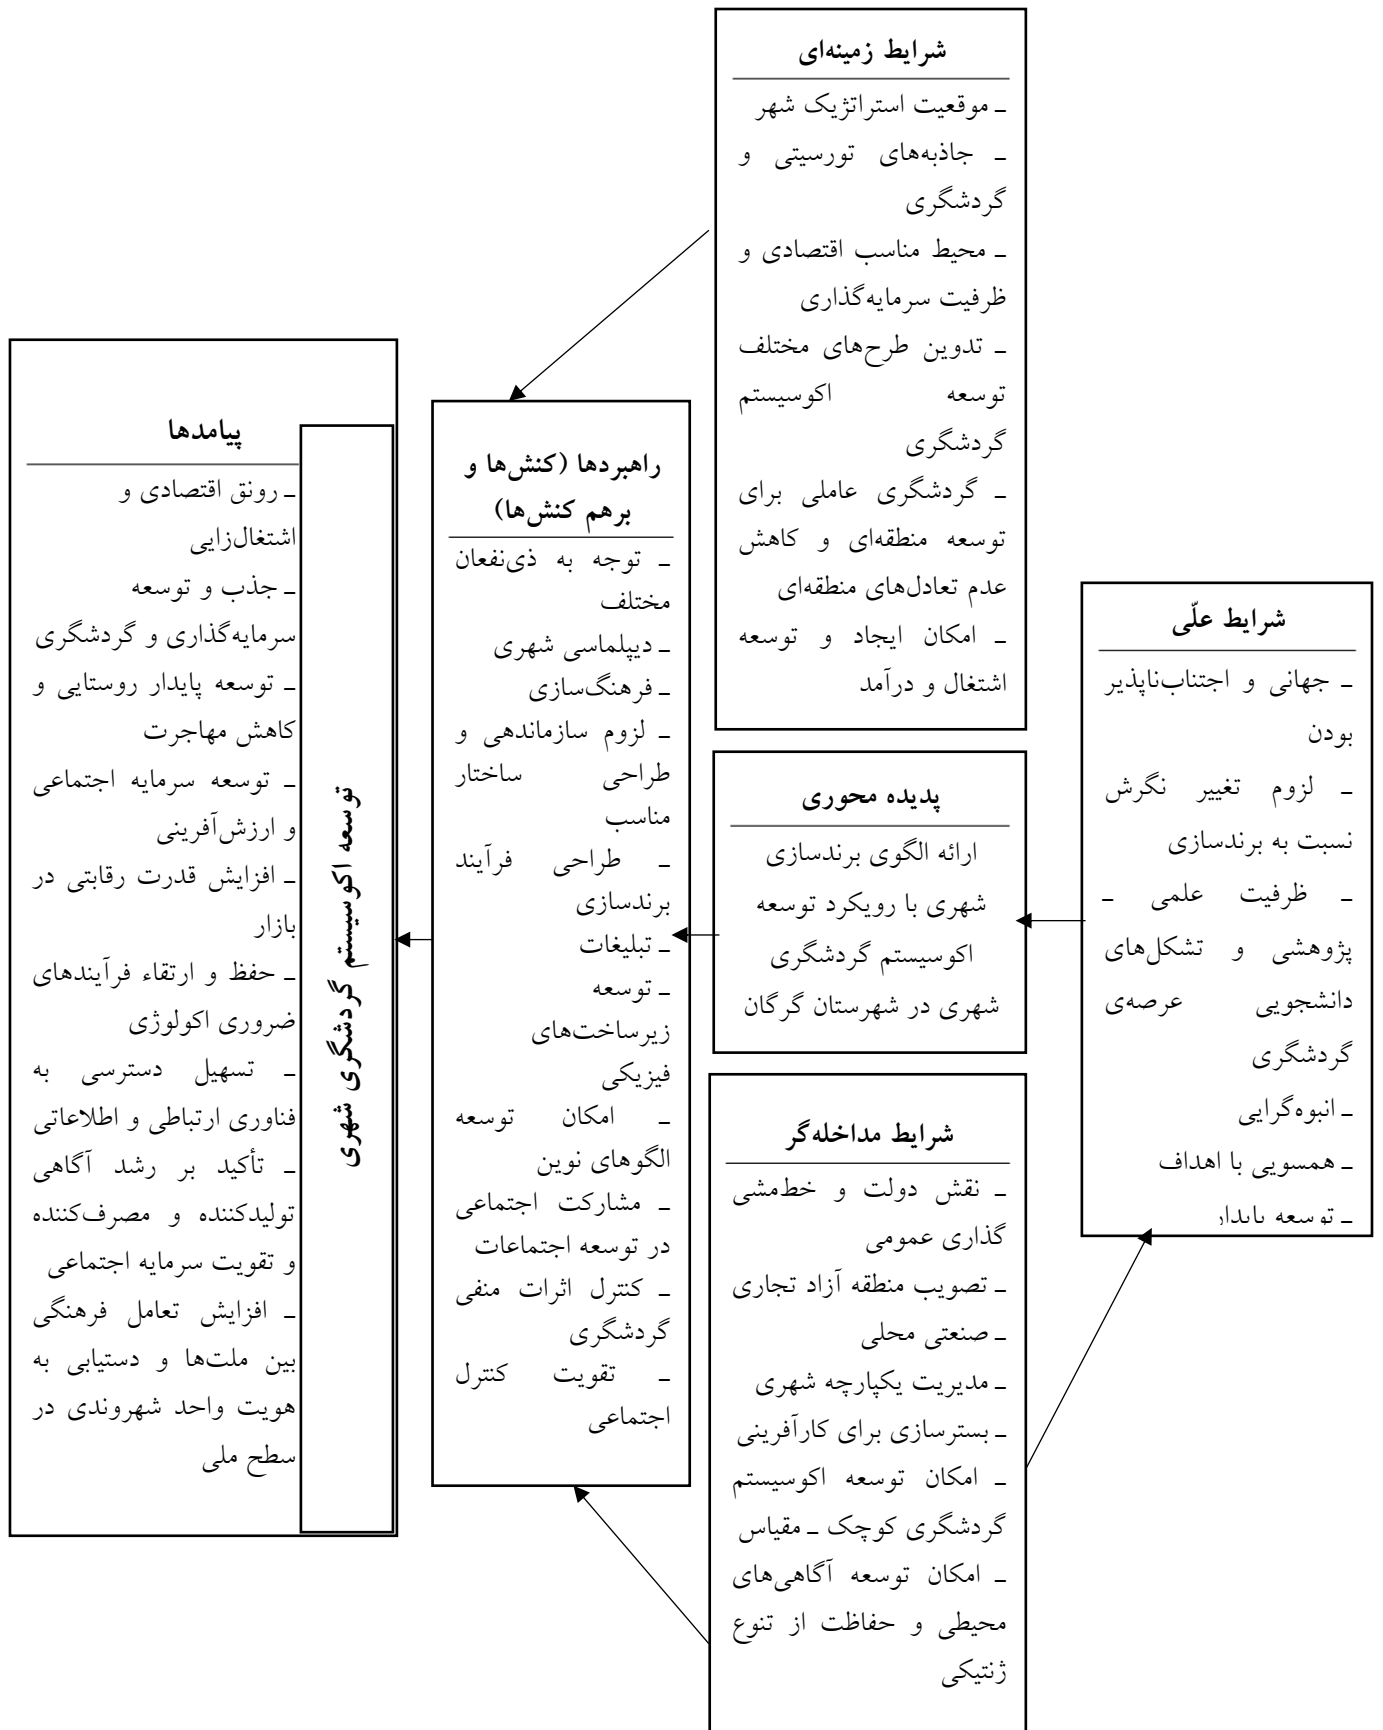 شرایط زمینه‌ای
ـ موقعیت استراتژیک شهر
ـ جاذبه‌های تورسیتی و
گردشگری
ـ محیط مناسب اقتصادی و
ظرفیت سرمایه‌گذاری
ـ تدوین طرح‌های مختلف
توسعه اکوسیستم
گردشگری
ـ گردشگری عاملی برای
توسعه منطقه‌ای و کاهش
عدم تعادل‌های منطقه‌ای
ـ امکان ایجاد و توسعه
اشتغال و درآمد
شرایط علّی
ـ جهانی و اجتناب‌ناپذیر
بودن
ـ لزوم تغییر نگرش
نسبت به برندسازی
ـ ظرفیت علمی ـ
پژوهشی و تشکل‌های
دانشجویی عرصه‌ی
گردشگری
ـ انبوه‌گرایی
ـ همسویی با اهداف
ـ توسعه پایدار
پدیده محوری
ارائه الگوی برندسازی
شهری با رویکرد توسعه
اکوسیستم گردشگری
شهری در شهرستان گرگان
شرایط مداخله‌گر
ـ نقش دولت و خط‌مشی
گذاری عمومی
ـ تصویب منطقه آزاد تجاری
ـ صنعتی محلی
ـ مدیریت یکپارچه شهری
ـ بسترسازی برای کارآفرینی
ـ امکان توسعه اکوسیستم
گردشگری کوچک ـ مقیاس
ـ امکان توسعه آگاهی‌های
محیطی و حفاظت از تنوع
ژنتیکی
راهبردها (کنش‌ها و
برهم کنش‌ها)
ـ توجه به ذی‌نفعان
مختلف
ـ دیپلماسی شهری
ـ فرهنگ‌سازی
ـ لزوم سازماندهی و
طراحی ساختار
مناسب
ـ طراحی فرآیند
برندسازی
ـ تبلیغات
ـ توسعه
زیرساخت‌های
فیزیکی
ـ امکان توسعه
الگوهای نوین
ـ مشارکت اجتماعی
در توسعه اجتماعات
ـ کنترل اثرات منفی
گردشگری
ـ تقویت کنترل
اجتماعی
توسعه اکوسیستم گردشگری شهری
پیامدها
ـ رونق اقتصادی و
اشتغال‌زایی
ـ جذب و توسعه
سرمایه‌گذاری و گردشگری
ـ توسعه پایدار روستایی و
کاهش مهاجرت
ـ توسعه سرمایه اجتماعی
و ارزش‌آفرینی
ـ افزایش قدرت رقابتی در
بازار
ـ حفظ و ارتقاء فرآیندهای
ضروری اکولوژی
ـ تسهیل دسترسی به
فناوری ارتباطی و اطلاعاتی
ـ تأکید بر رشد آگاهی
تولیدکننده و مصرف‌کننده
و تقویت سرمایه اجتماعی
ـ افزایش تعامل فرهنگی
بین ملت‌ها و دستیابی به
هویت واحد شهروندی در
سطح ملی